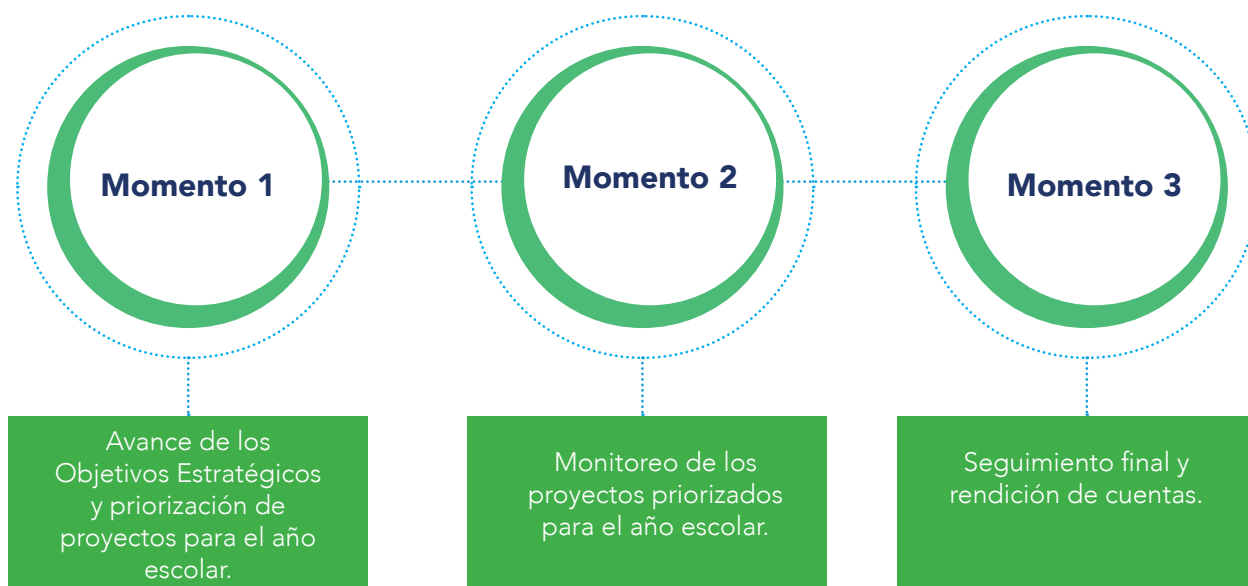 Momento 1
Momento 2
Momento 3
Avance de los
Objetivos Estratégicos
y priorización de
proyectos para el año
escolar.
Monitoreo de los
proyectos priorizados
para el año escolar.
Seguimiento final y
rendición de cuentas.